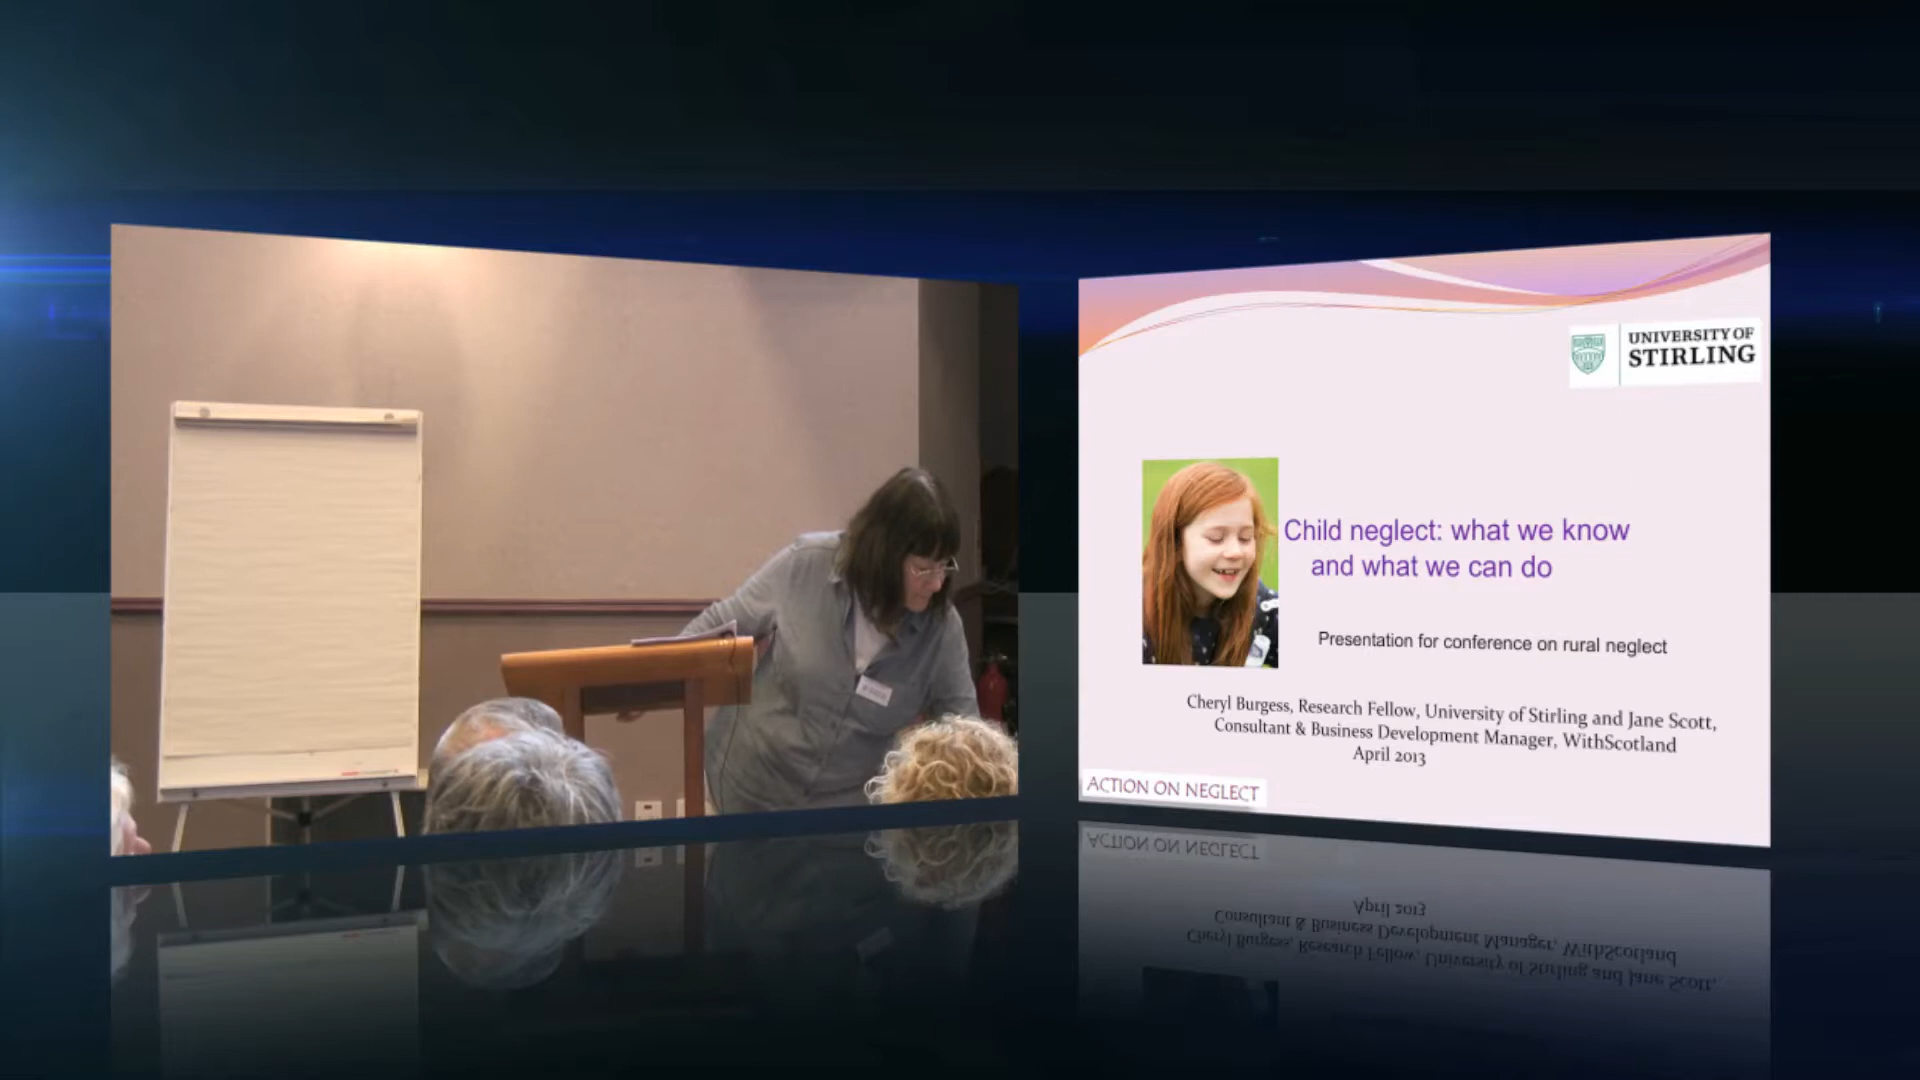 UNIVERSITY OF
STIRLING
Child neglect: what we know
and what we can do
Presentation for conference on rural neglect
Cheryl Burgess, Research Fellow, University of Stirling and Jane Scott,
Consultant & Business Development Manager, WithScotland
April 2013
ACTION ON NEGLECT